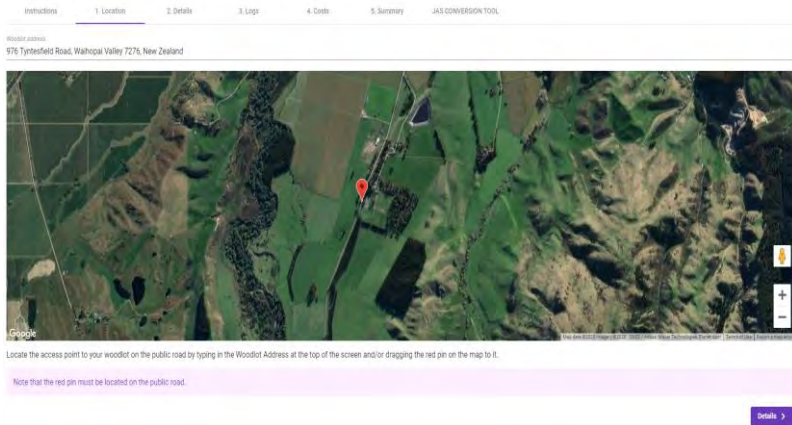 Instructions
1. Location
2. Details
3. Logs
4. Costs
5. Summary
JAS CONVERSION TOOL
Woodlot address
976 Tyntesfield Road, Waihopai Valley 7276, New Zealand
Google
Locate the access point to your woodlot on the public road by typing in the Woodlot Address at the top of the screen and/or dragging the red pin on the map to it.
Note that the red pin must be located on the public road.
Details